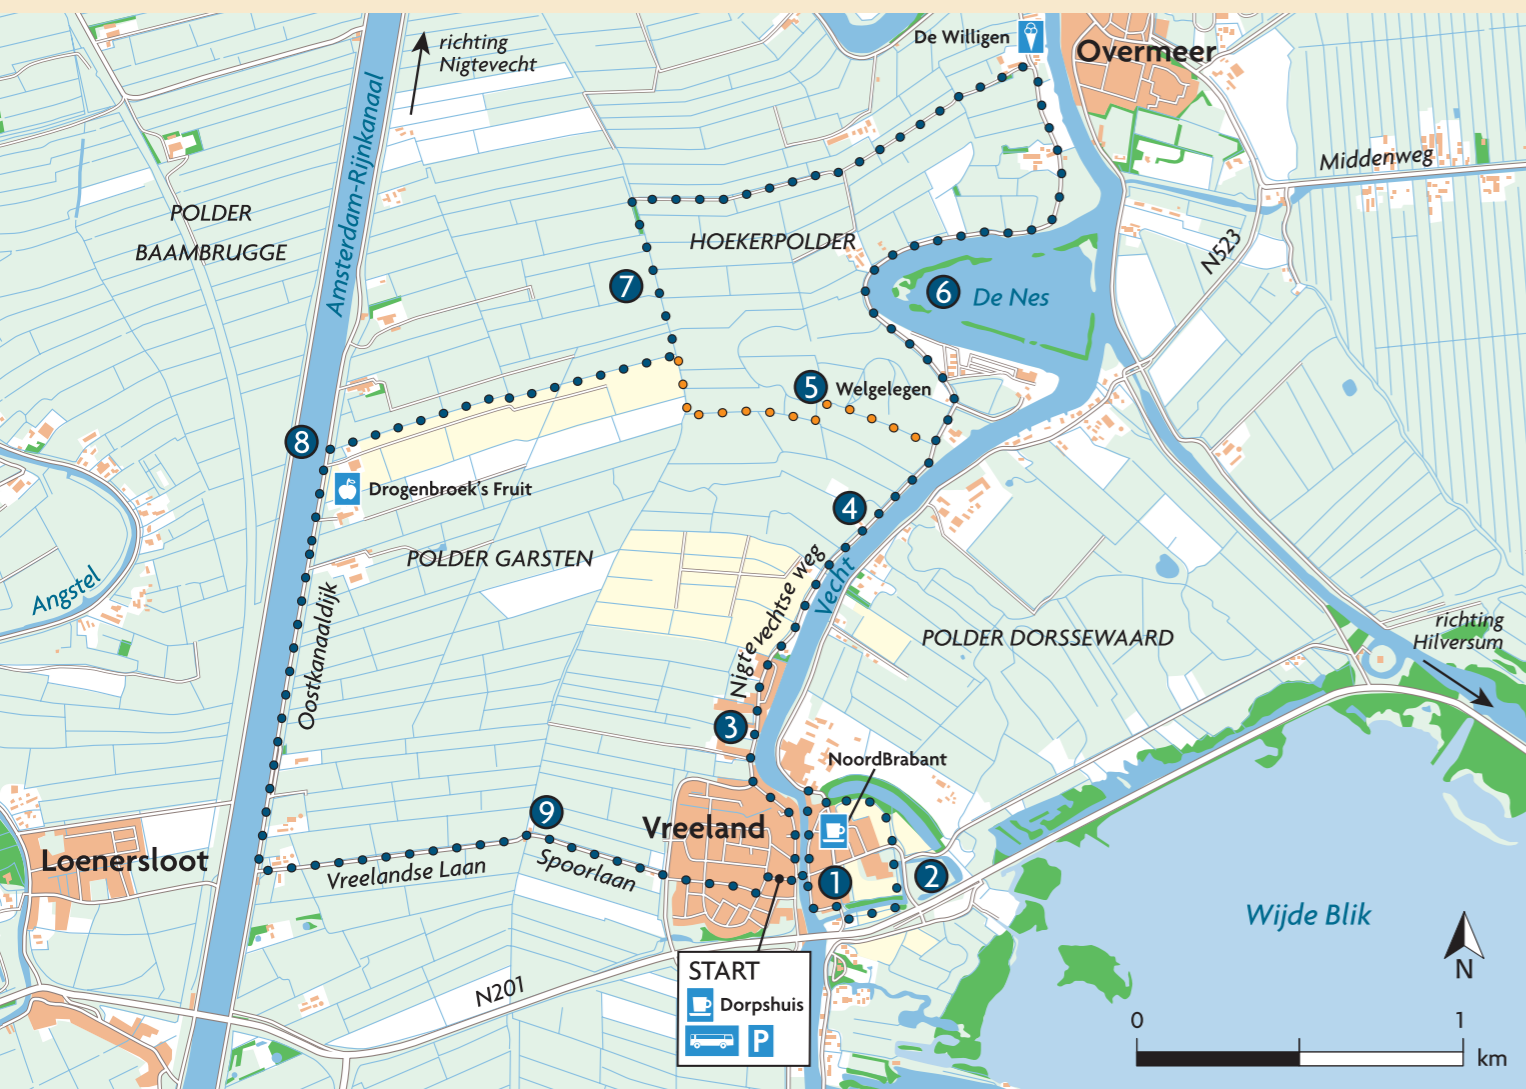 De Willigen
Overmeer
richting
Nigtevecht
Amsterdam-Rijnkanaal
Middenweg
POLDER
BAAMBRUGGE
HOEKERPOLDER
N523
7
6
De Nes
5
Welgelegen
8
Drogenbroek's Fruit
4
POLDER GARSTEN
Nigtevechtse weg
Vecht
Angstel
Oostkanaaldijk
POLDER DORSSEWAARD
richting
Hilversum
3
NoordBrabant
9
Vreeland
Loenersloot
Vreelandse Laan
Spoorlaan
1
2
Wijde Blik
START
Dorpshuis
P
N201
N
0
1
km